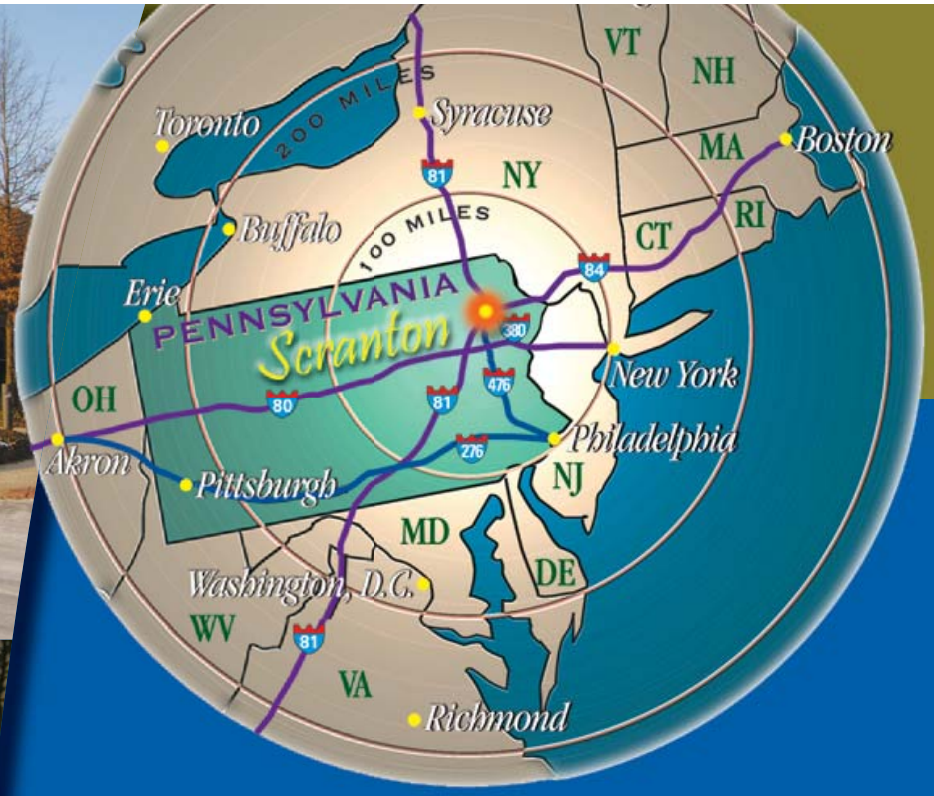 VT
NH
200 MILES
Toronto
Syracuse
Boston
MA
81
NY
Buffalo
100 MILES
CT
RI
84
Erie
PENNSYLVANIA
Scranton
380
New York
OH
80
81
476
Akron
276
Philadelphia
Pittsburgh
NJ
MD
DE
Washington, D.C.
WV
81
VA
Richmond